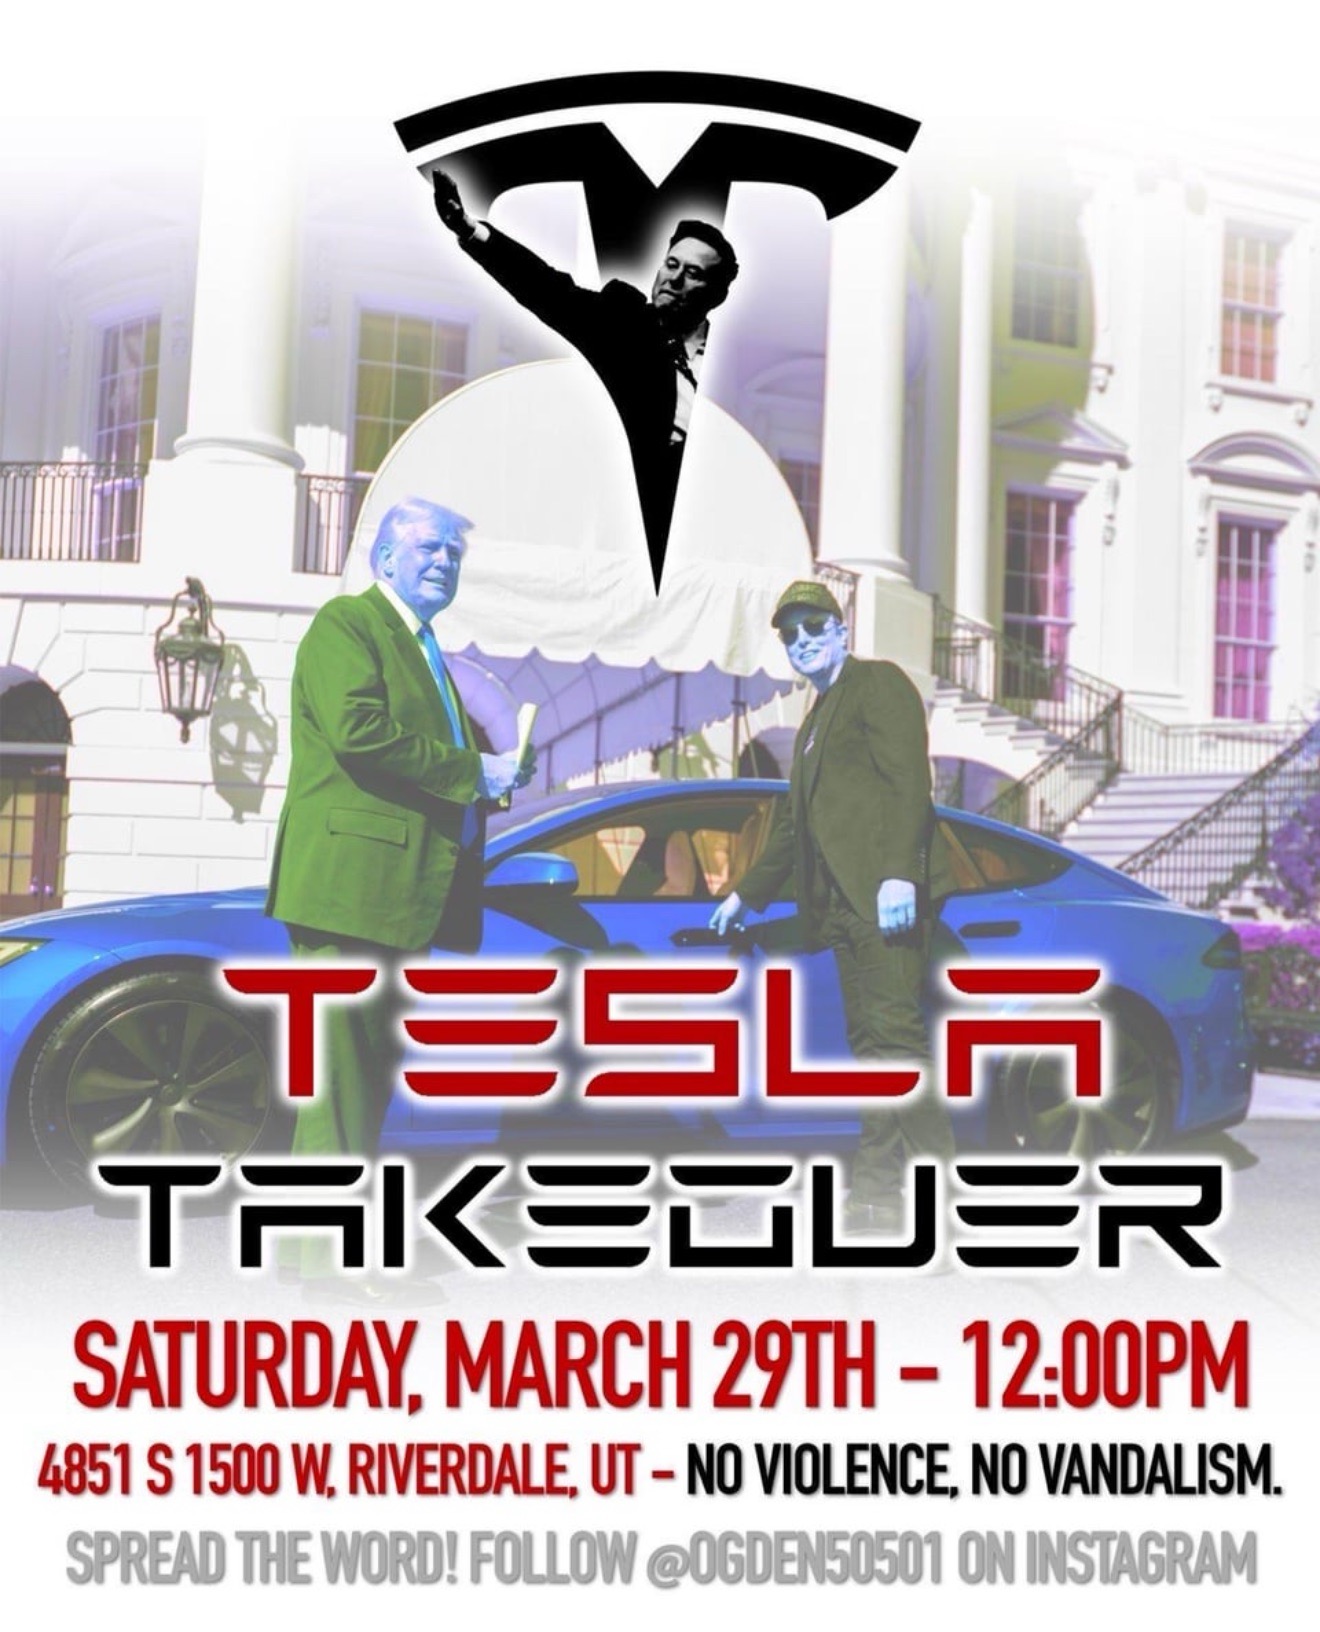 TESLA
TAKEOVER
SATURDAY, MARCH 29TH – 12:00PM
4851 S 1500 W, RIVERDALE, UT – NO VIOLENCE, NO VANDALISM.
SPREAD THE WORD! FOLLOW @OGDEN50501 ON INSTAGRAM